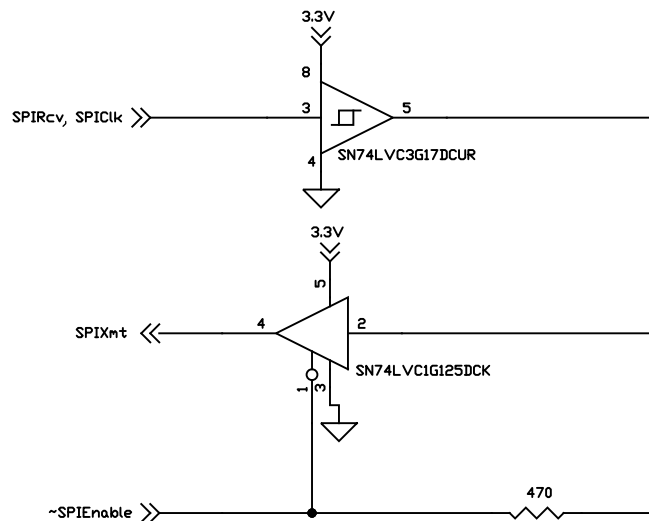 3.3V
8
SPIRcv, SPIClk
3
5
4
SN74LVC3G17DCUR
3.3V
5
SPIXmt
4
2
SN74LVC1G125DCK
1
3
470
~SPIEnable